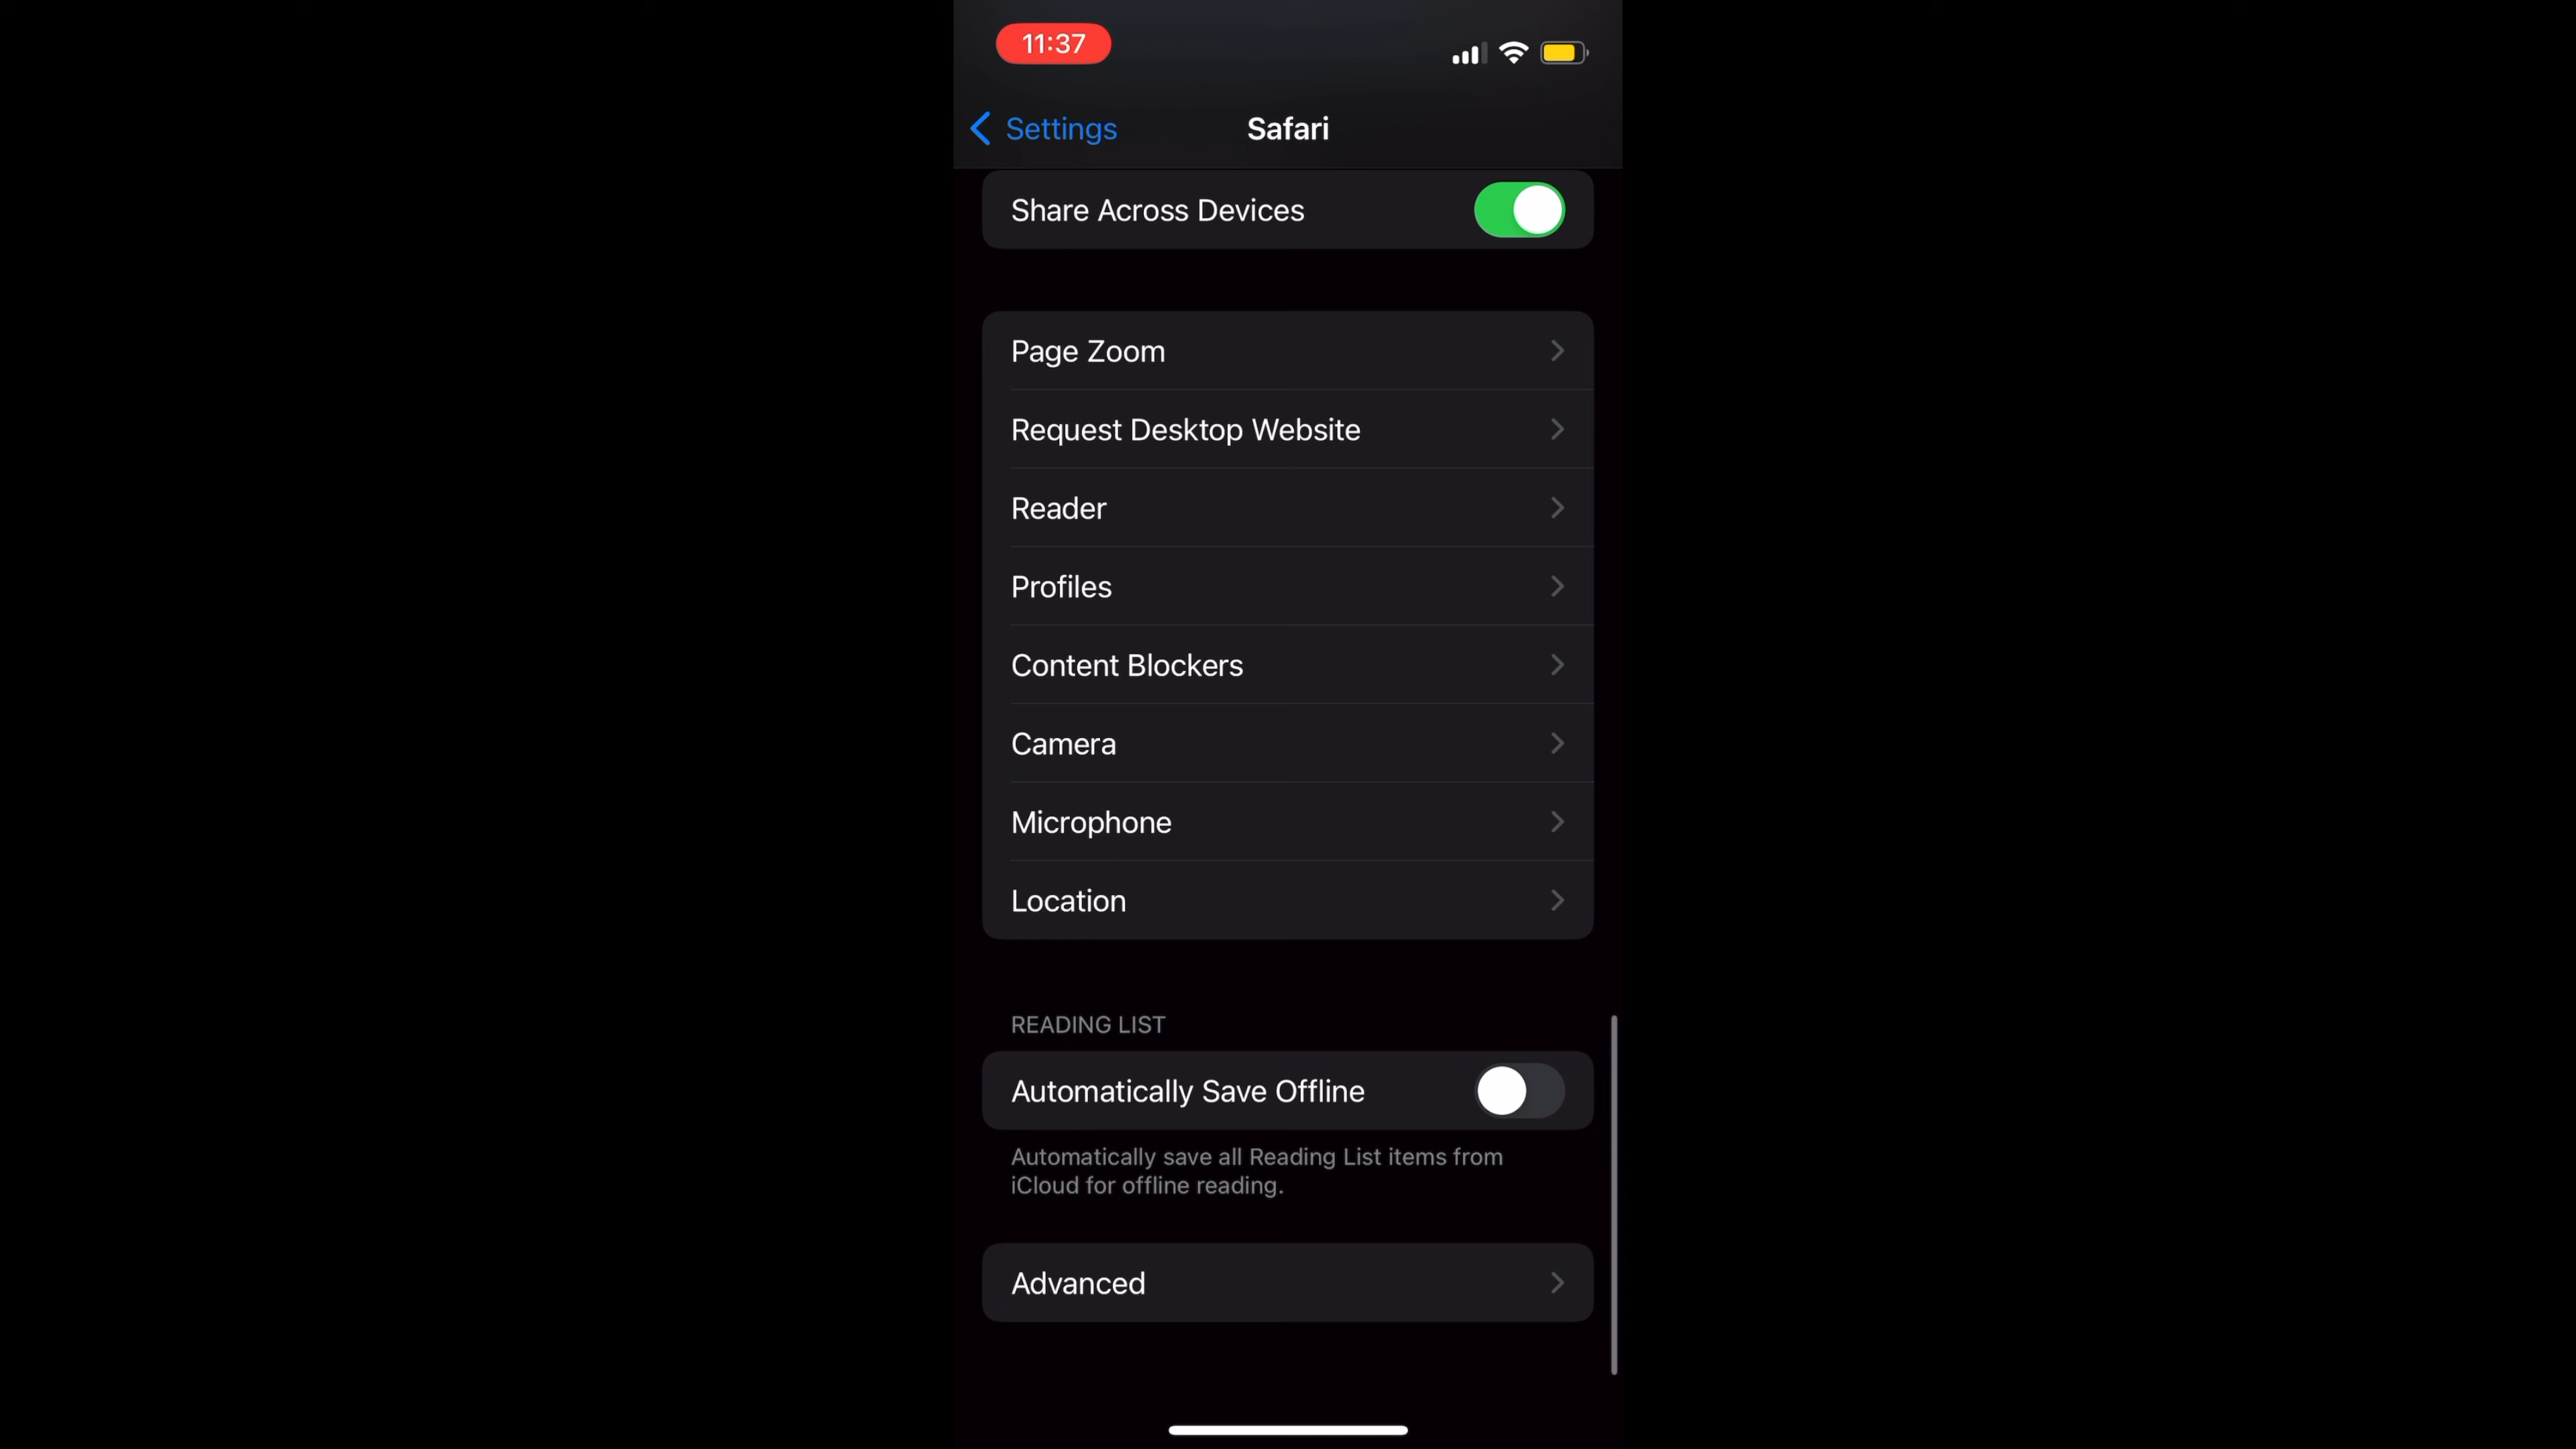 11:37
Settings
Safari
Share Across Devices
Page Zoom
Request Desktop Website
Reader
Profiles
Content Blockers
Camera
Microphone
Location
READING LIST
Automatically Save Offline
Automatically save all Reading List items from
iCloud for offline reading.
Advanced